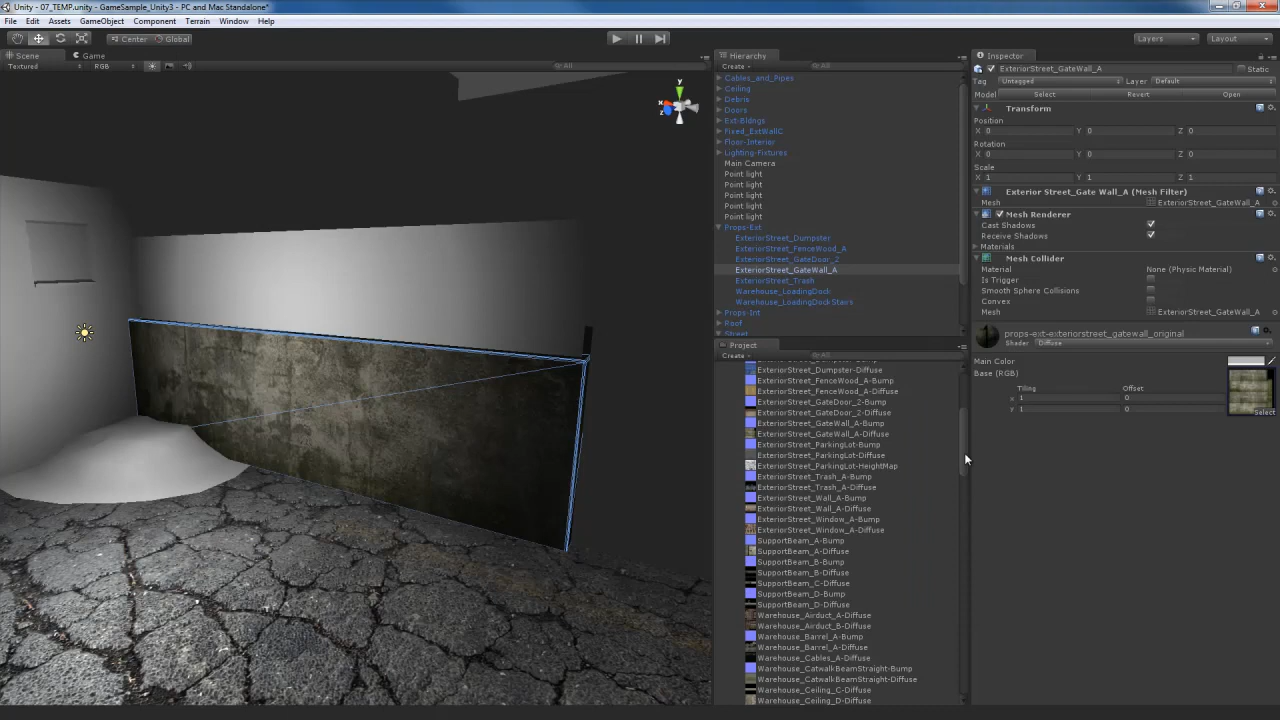 Unity - 07_TEMP.unity - GameSample_Unity3 - PC and Mac Standalone*
File Edit Assets GameObject Component Terrain Window Help
Center Global
Layers
Layout
Scene
Game
Textured
RGB
All
y
x
z
Hierarchy
Create
All
Cables_and_Pipes
Ceiling
Debris
Doors
Ext-Bldngs
Fixed_ExtWallC
Floor-Interior
Lighting-Fixtures
Main Camera
Point light
Point light
Point light
Point light
Point light
Props-Ext
ExteriorStreet_Dumpster
ExteriorStreet_FenceWood_A
ExteriorStreet_GateDoor_2
ExteriorStreet_GateWall_A
ExteriorStreet_Trash
Warehouse_LoadingDock
Warehouse_LoadingDockStairs
Props-Int
Roof
Street
Project
Create
All
ExteriorStreet_Dumpster-Bump
ExteriorStreet_Dumpster-Diffuse
ExteriorStreet_FenceWood_A-Bump
ExteriorStreet_FenceWood_A-Diffuse
ExteriorStreet_GateDoor_2-Bump
ExteriorStreet_GateDoor_2-Diffuse
ExteriorStreet_GateWall_A-Bump
ExteriorStreet_GateWall_A-Diffuse
ExteriorStreet_ParkingLot-Bump
ExteriorStreet_ParkingLot-Diffuse
ExteriorStreet_ParkingLot-HeightMap
ExteriorStreet_Trash_A-Bump
ExteriorStreet_Trash_A-Diffuse
ExteriorStreet_Wall_A-Bump
ExteriorStreet_Wall_A-Diffuse
ExteriorStreet_Window_A-Bump
ExteriorStreet_Window_A-Diffuse
SupportBeam_A-Bump
SupportBeam_A-Diffuse
SupportBeam_B-Bump
SupportBeam_B-Diffuse
SupportBeam_C-Diffuse
SupportBeam_D-Bump
SupportBeam_D-Diffuse
Warehouse_Airduct_A-Diffuse
Warehouse_Airduct_B-Diffuse
Warehouse_Barrel_A-Bump
Warehouse_Barrel_A-Diffuse
Warehouse_Cables_A-Diffuse
Warehouse_CatwalkBeamStraight-Bump
Warehouse_CatwalkBeamStraight-Diffuse
Warehouse_Ceiling_C-Diffuse
Warehouse_Ceiling_D-Diffuse
Inspector
ExteriorStreet_GateWall_A
Static
Tag Untagged Layer Default
Model Select Revert Open
Transform
Position
X 0 Y 0 Z 0
Rotation
X 0 Y 0 Z 0
Scale
X 1 Y 1 Z 1
Exterior Street_Gate Wall_A (Mesh Filter)
Mesh ExteriorStreet_GateWall_A
Mesh Renderer
Cast Shadows
Receive Shadows
Materials
Mesh Collider
Material None (Physic Material)
Is Trigger
Smooth Sphere Collisions
Convex
Mesh ExteriorStreet_GateWall_A
props-ext-exteriorstreet_gatewall_original
Shader Diffuse
Main Color
Base (RGB)
Tiling Offset
x 1 0
y 1 0
Select